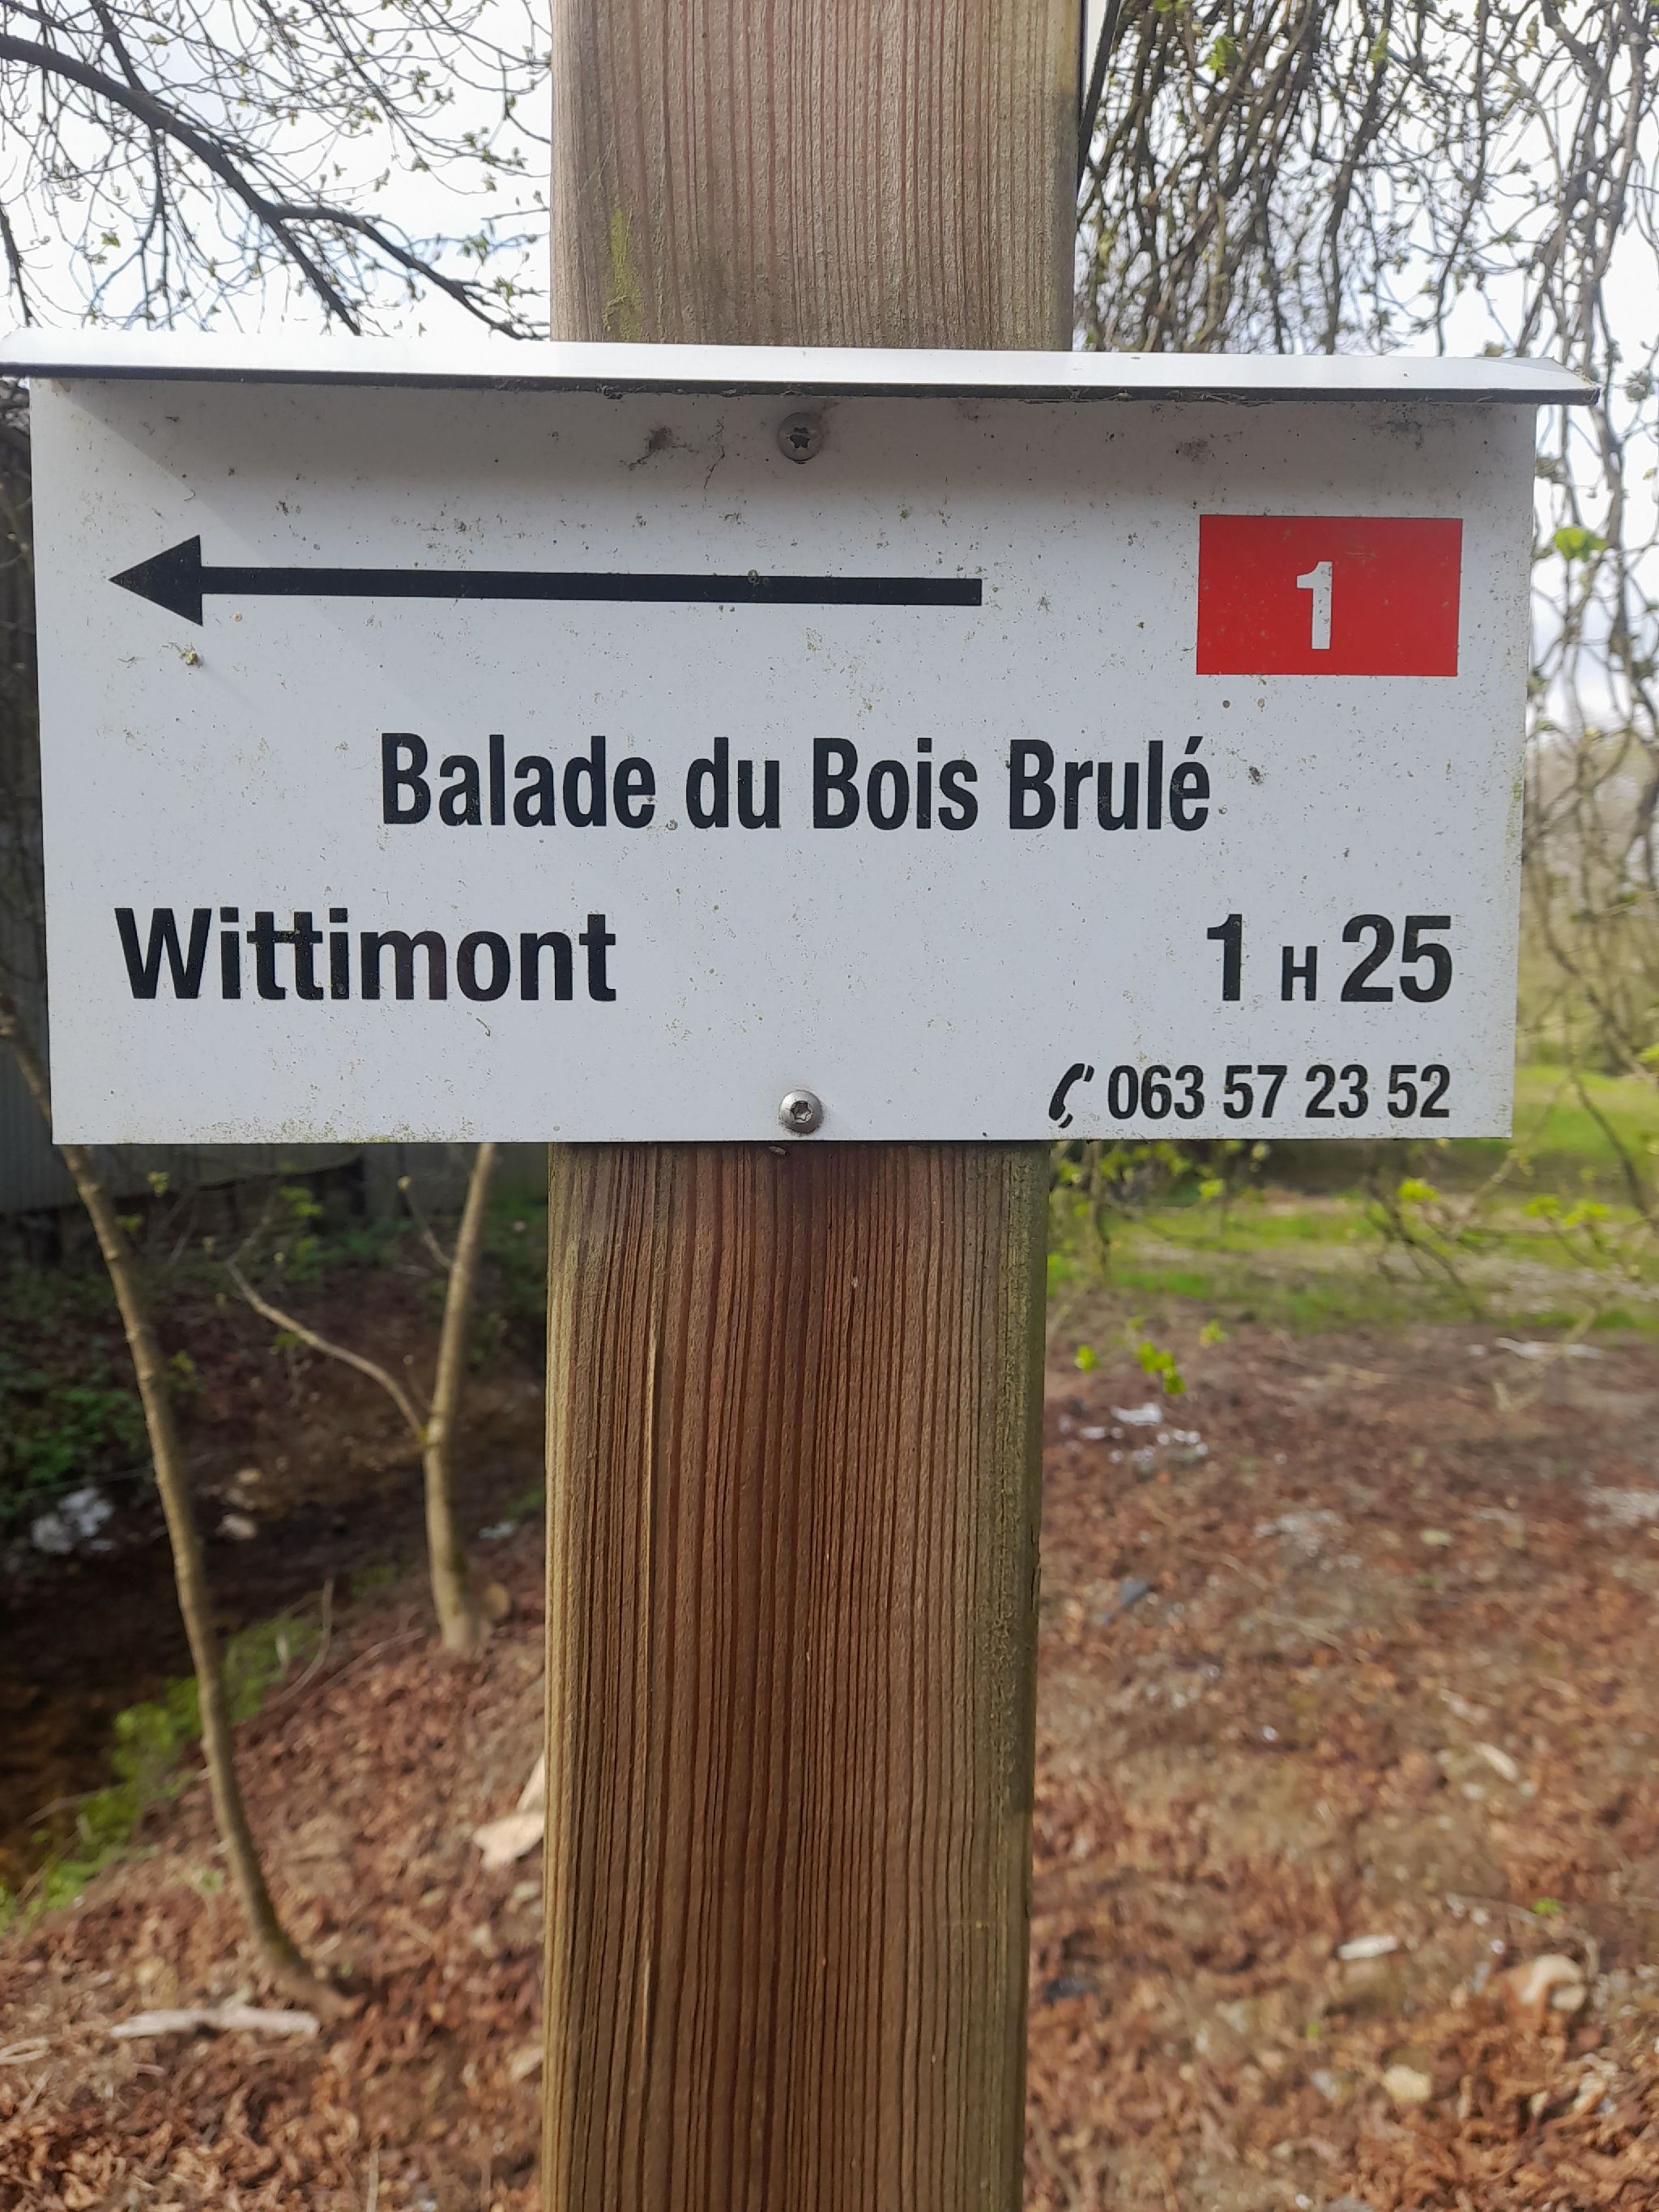 1
Balade du Bois Brulé
Wittimont 1 H 25
063 57 23 52